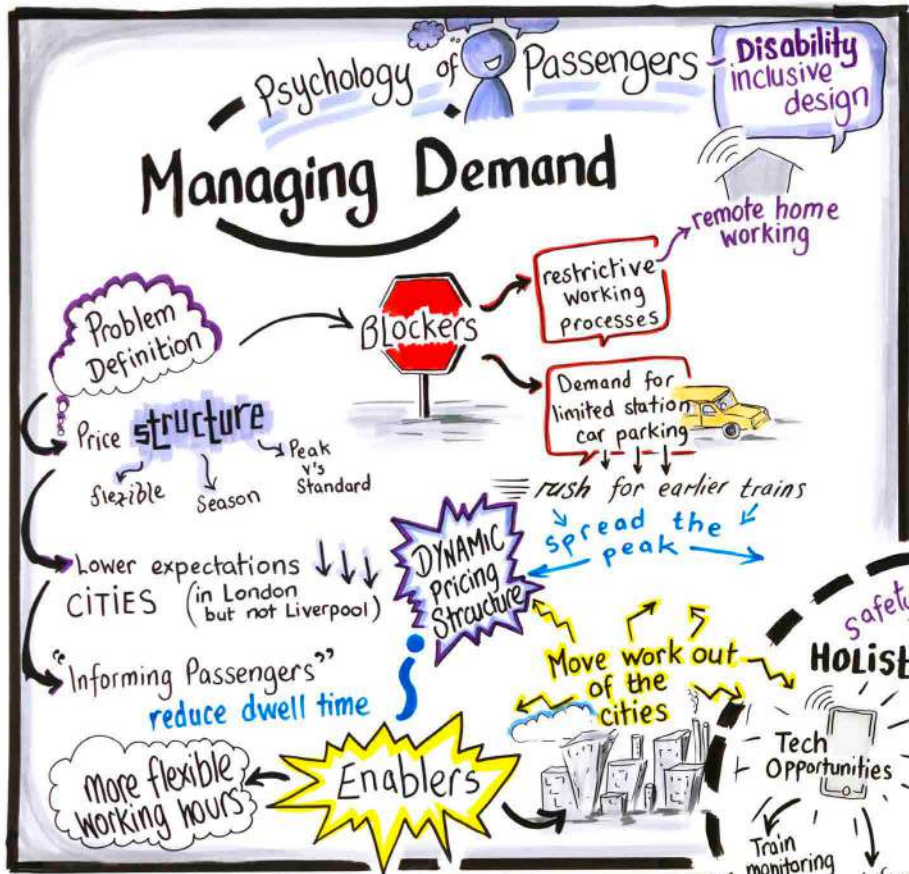 Psychology of Passengers
Disability
inclusive
design
Managing Demand
remote home
working
restrictive
working
processes
Problem
Definition
BLOCKERS
Demand for
limited station
car parking
Price structure
flexible
Season
Peak
v's
Standard
rush for earlier trains
spread the
peak
DYNAMIC
Pricing
Structure
Lower expectations
CITIES (in London
but not Liverpool)
"Informing Passengers"
reduce dwell time
Move work out
of the
cities
Enablers
More flexible
working hours
Safety
HOLIST
Tech
OPPORTUNITIES
Train
monitoring